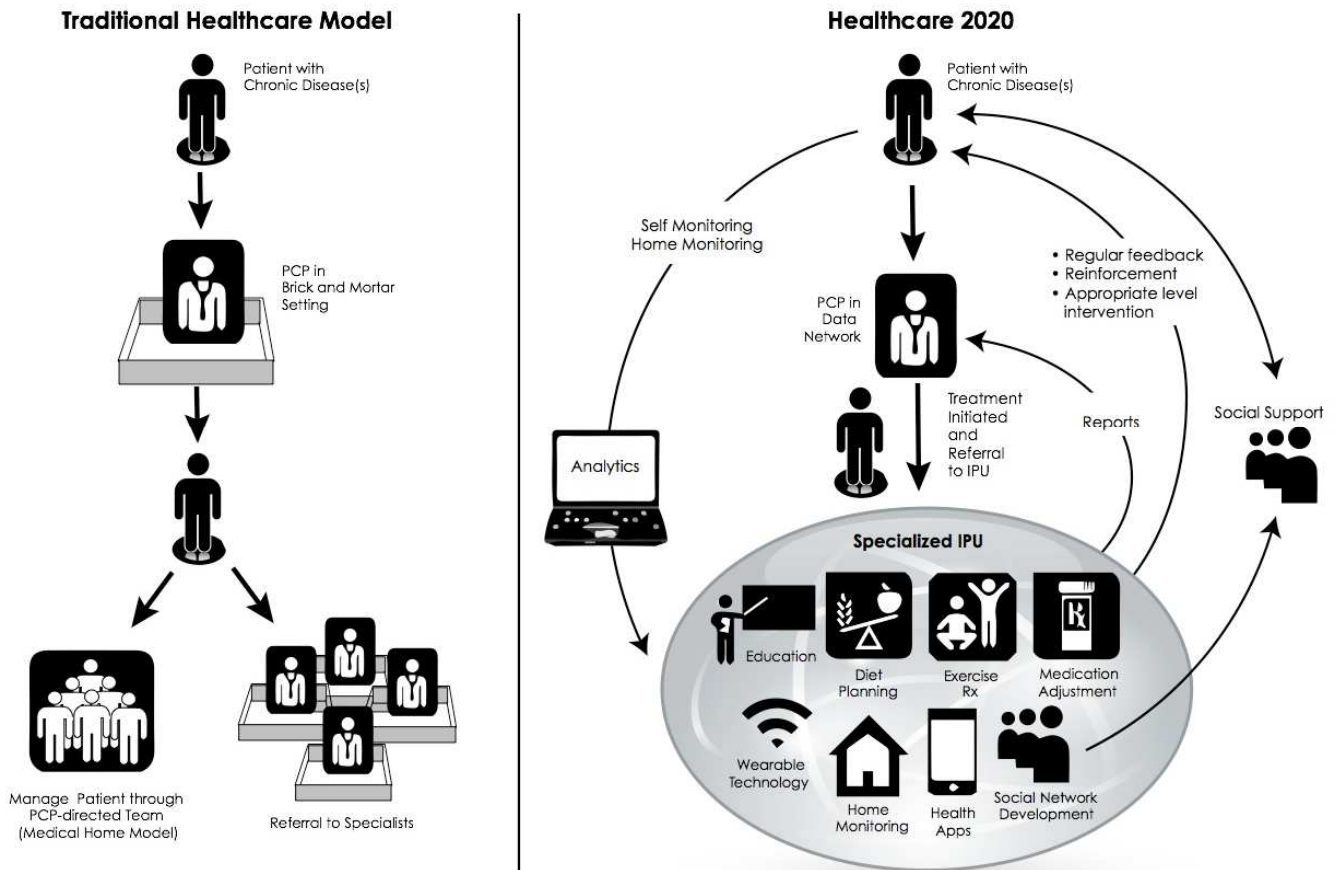 Traditional Healthcare Model
Patient with
Chronic Disease(s)
PCP in
Brick and Mortar
Setting
Manage Patient through
PCP-directed Team
(Medical Home Model)
Referral to Specialists
Healthcare 2020
Patient with
Chronic Disease(s)
Self Monitoring
Home Monitoring
• Regular feedback
• Reinforcement
• Appropriate level
intervention
PCP in
Data
Network
Treatment
Initiated
and
Referral
to IPU
Reports
Social Support
Analytics
Specialized IPU
Education
Diet
Planning
Exercise
Rx
Rx
Medication
Adjustment
Wearable
Technology
Home
Monitoring
Health
Apps
Social Network
Development